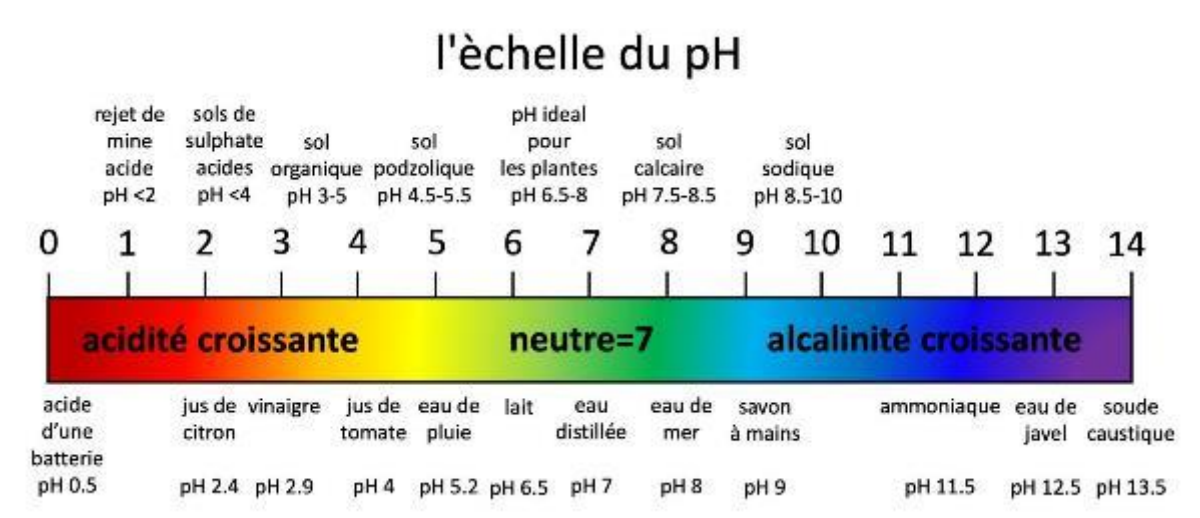 l'èchelle du pH
rejet de
mine
acide
pH <2
sols de
sulphate
acides
pH <4
sol
organique
pH 3-5
sol
podzolique
pH 4.5-5.5
pH ideal
pour
les plantes
pH 6.5-8
sol
calcaire
pH 7.5-8.5
sol
sodique
pH 8.5-10
0 1 2 3 4 5 6 7 8 9 10 11 12 13 14
acidité croissante
neutre=7
alcalinité croissante
acide
d'une
batterie
pH 0.5
jus de
citron
pH 2.4
vinaigre
pH 2.9
jus de
tomate
pH 4
eau de
pluie
pH 5.2
lait
pH 6.5
eau
distillée
pH 7
eau de
mer
pH 8
savon
à mains
pH 9
ammoniaque
pH 11.5
eau de
javel
pH 12.5
soude
caustique
pH 13.5